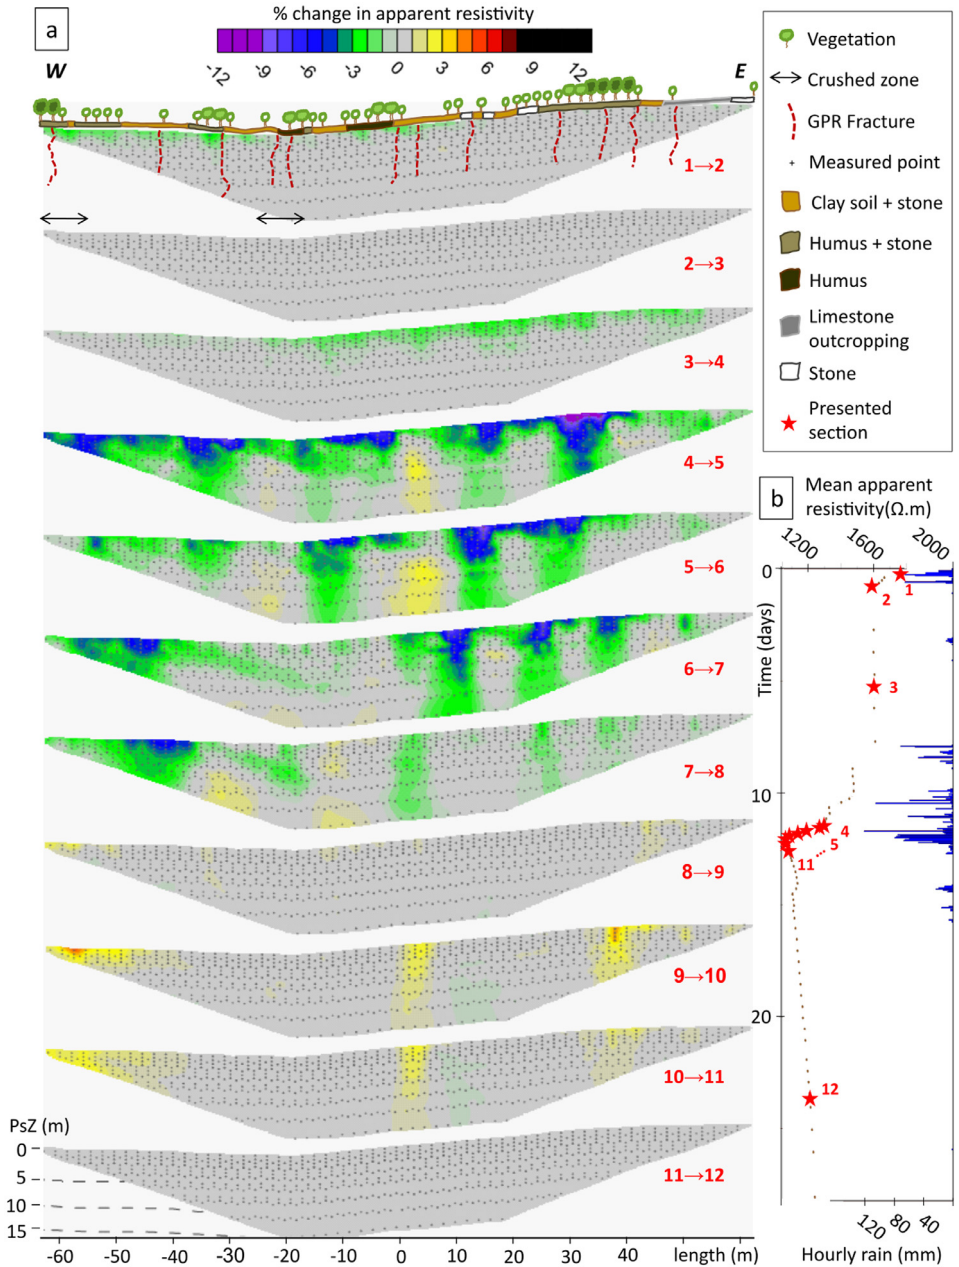 a
% change in apparent resistivity
-12 -9 -6 -3 0 3 6 9 12
W
E
1→2
2→3
3→4
4→5
5→6
6→7
7→8
8→9
9→10
10→11
11→12
PsZ (m)
0
5
10
15
-60 -50 -40 -30 -20 -10 0 10 20 30 40 length (m)
Vegetation
Crushed zone
GPR Fracture
Measured point
Clay soil + stone
Humus + stone
Humus
Limestone
outcropping
Stone
Presented
section
b
Mean apparent
resistivity(Ω.m)
1200 1600 2000
Time (days)
0
10
20
1
2
3
4
5
11
12
120 80 40
Hourly rain (mm)